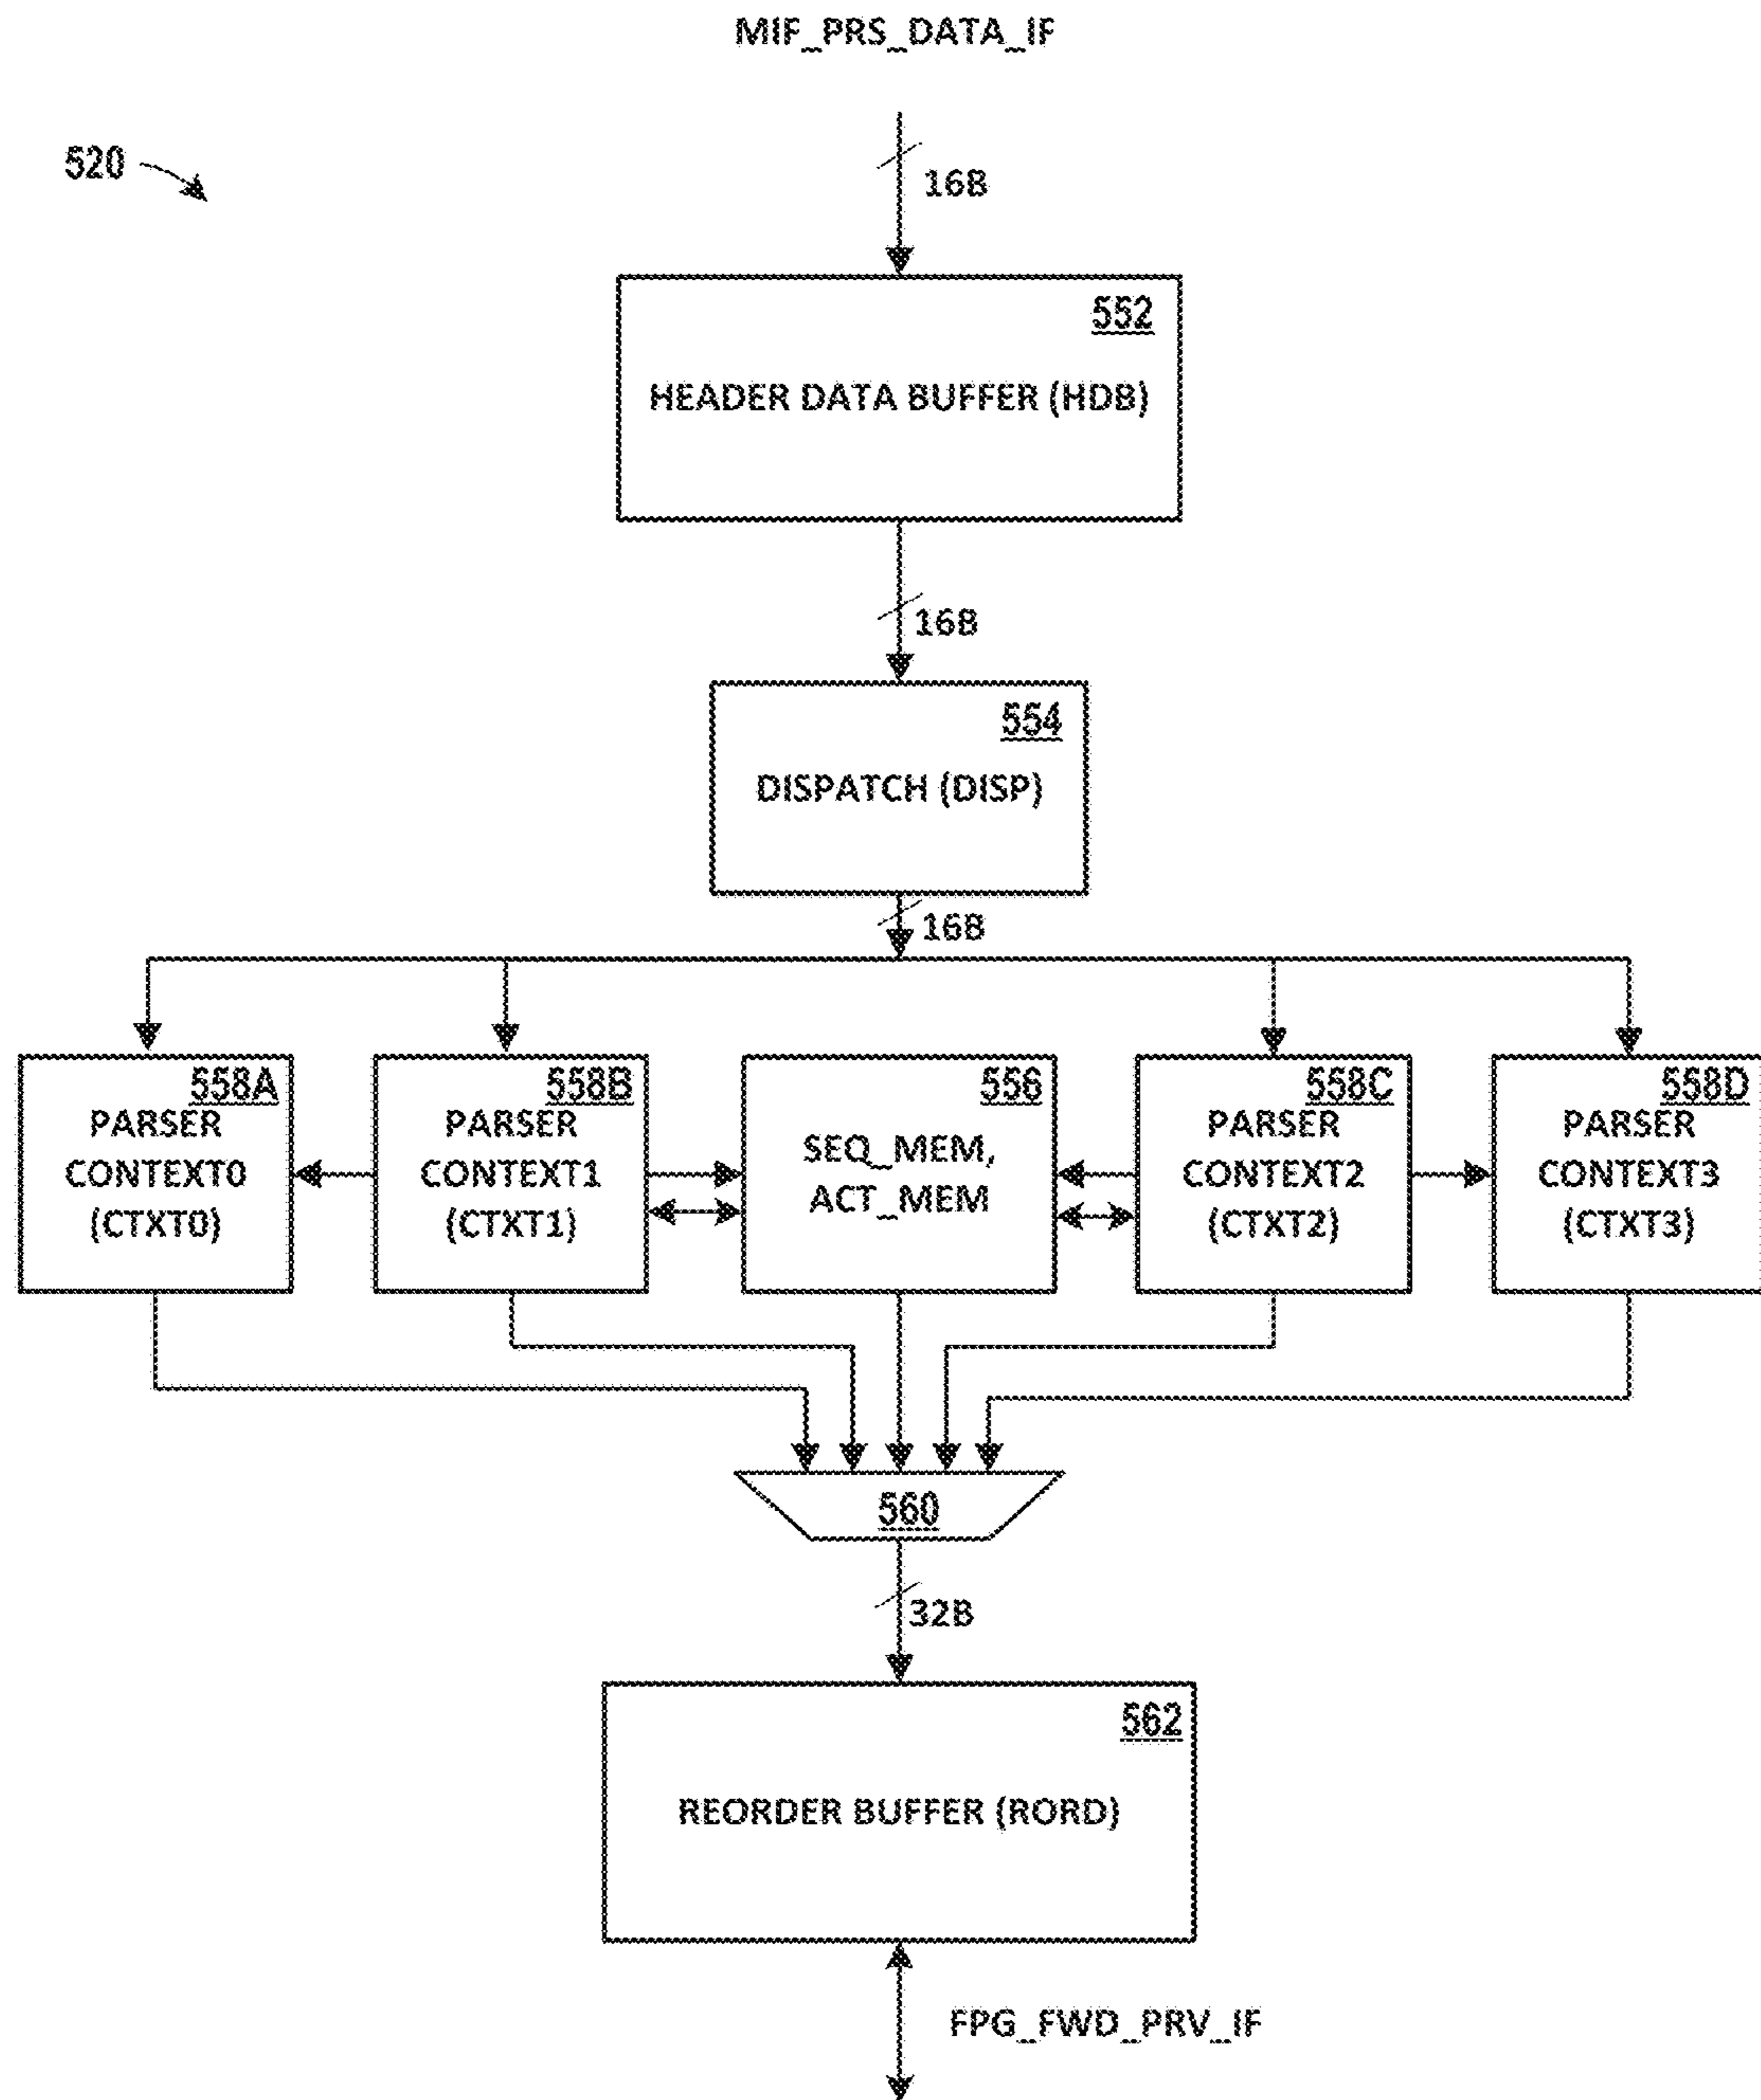 MIF_PRS_DATA_IF
520
16B
552
HEADER DATA BUFFER (HDB)
16B
554
DISPATCH (DISP)
16B
558A
PARSER
CONTEXT0
(CTXT0)
558B
PARSER
CONTEXT1
(CTXT1)
556
SEQ_MEM,
ACT_MEM
558C
PARSER
CONTEXT2
(CTXT2)
558D
PARSER
CONTEXT3
(CTXT3)
560
32B
562
REORDER BUFFER (RORD)
FPG_FWD_PRV_IF